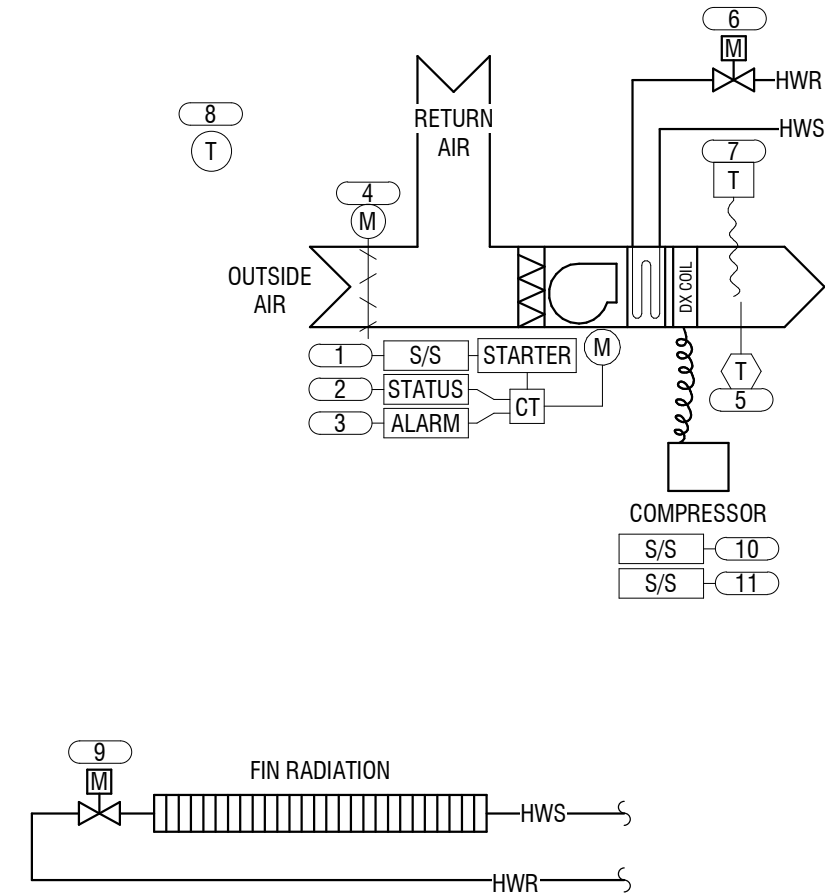 6
M
HWR
HWS
8
T
RETURN
AIR
7
T
4
M
OUTSIDE
AIR
DX COIL
1
S/S
STARTER
M
2
STATUS
CT
T
5
3
ALARM
COMPRESSOR
S/S
10
S/S
11
9
M
FIN RADIATION
HWS
HWR